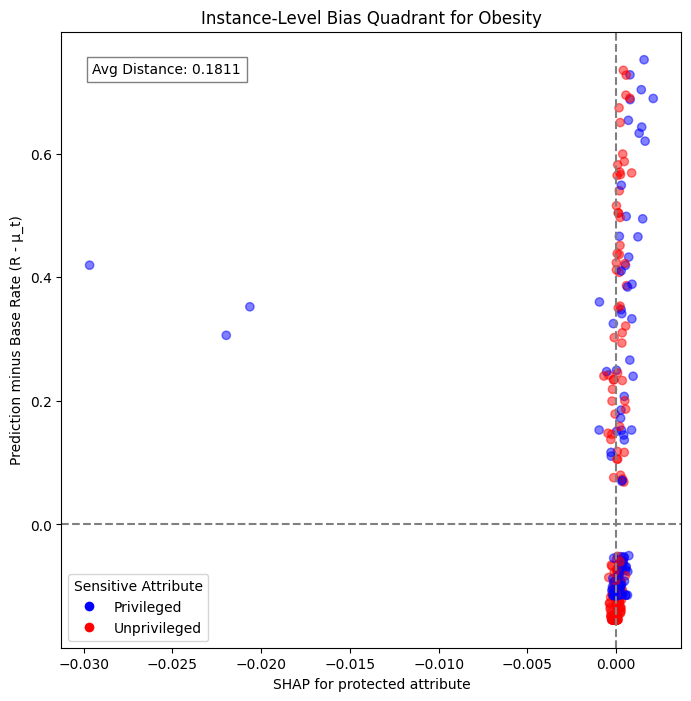 Instance-Level Bias Quadrant for Obesity
Avg Distance: 0.1811
Prediction minus Base Rate (R - μ_t)
0.6
0.4
0.2
0.0
Sensitive Attribute
Privileged
Unprivileged
−0.030
−0.025
−0.020
−0.015
−0.010
−0.005
0.000
SHAP for protected attribute